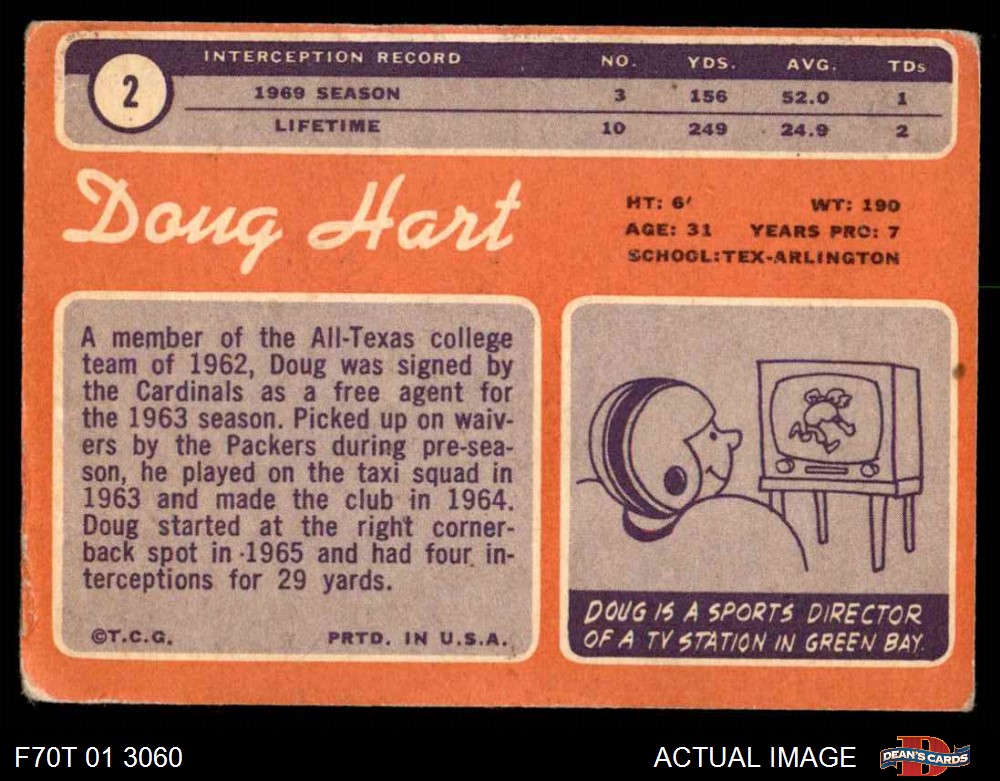 2
INTERCEPTION RECORD NO. YDS. AVG. TDs
1969 SEASON 3 156 52.0 1
LIFETIME 10 249 24.9 2
Doug Hart
HT: 6' WT: 190
AGE: 31 YEARS PRO: 7
SCHOOL:TEX-ARLINGTON
A member of the All-Texas college
team of 1962, Doug was signed by
the Cardinals as a free agent for
the 1963 season. Picked up on waiv-
ers by the Packers during pre-sea-
son, he played on the taxi squad in
1963 and made the club in 1964.
Doug started at the right corner-
back spot in 1965 and had four in-
terceptions for 29 yards.
©T.C.G. PRTD. IN U.S.A.
DOUG IS A SPORTS DIRECTOR
OF A TV STATION IN GREEN BAY.
F70T 01 3060 ACTUAL IMAGE DEAN'S CARDS